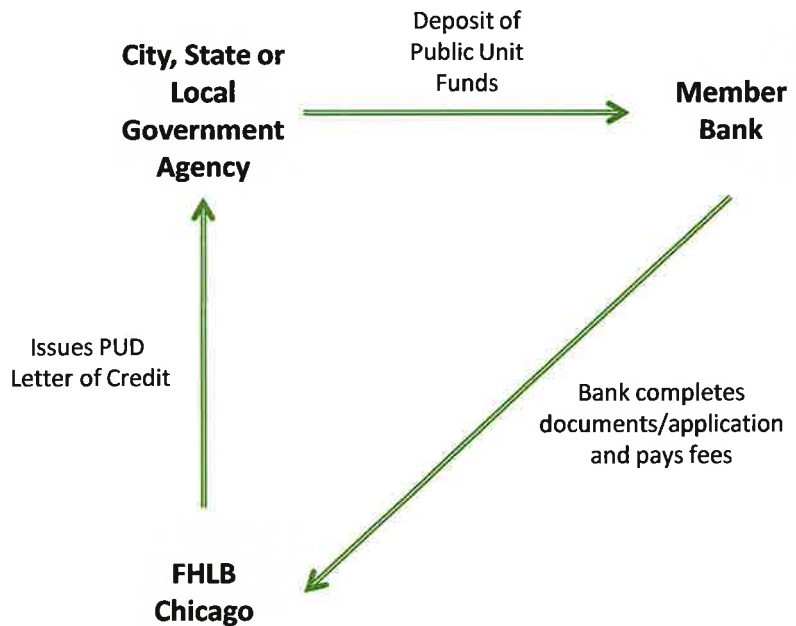 Deposit of
Public Unit
Funds
City, State or
Local
Government
Agency
Member
Bank
Issues PUD
Letter of Credit
Bank completes
documents/application
and pays fees
FHLB
Chicago